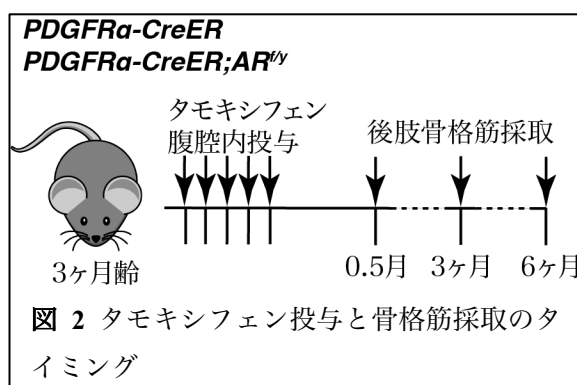 PDGFRα-CreER
PDGFRα-CreER;ARf/y
タモキシフェン
腹腔内投与
後肢骨格筋採取
3ヶ月齢
0.5月 3ヶ月 6ヶ月
図 2 タモキシフェン投与と骨格筋採取のタ
イミング